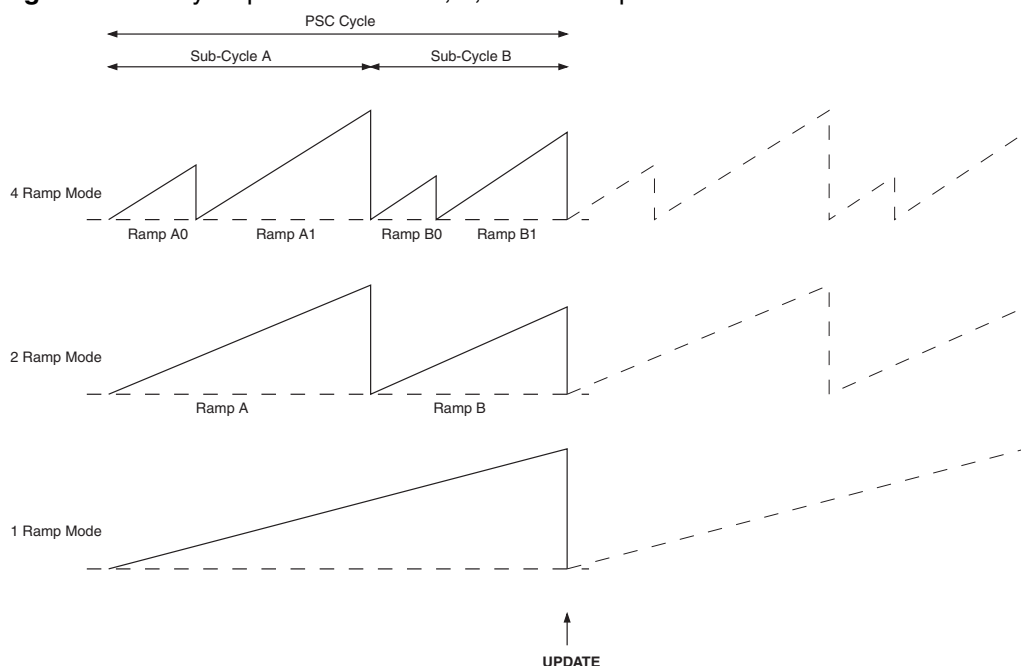 PSC Cycle
Sub-Cycle A Sub-Cycle B
4 Ramp Mode
Ramp A0 Ramp A1 Ramp B0 Ramp B1
2 Ramp Mode
Ramp A Ramp B
1 Ramp Mode
UPDATE